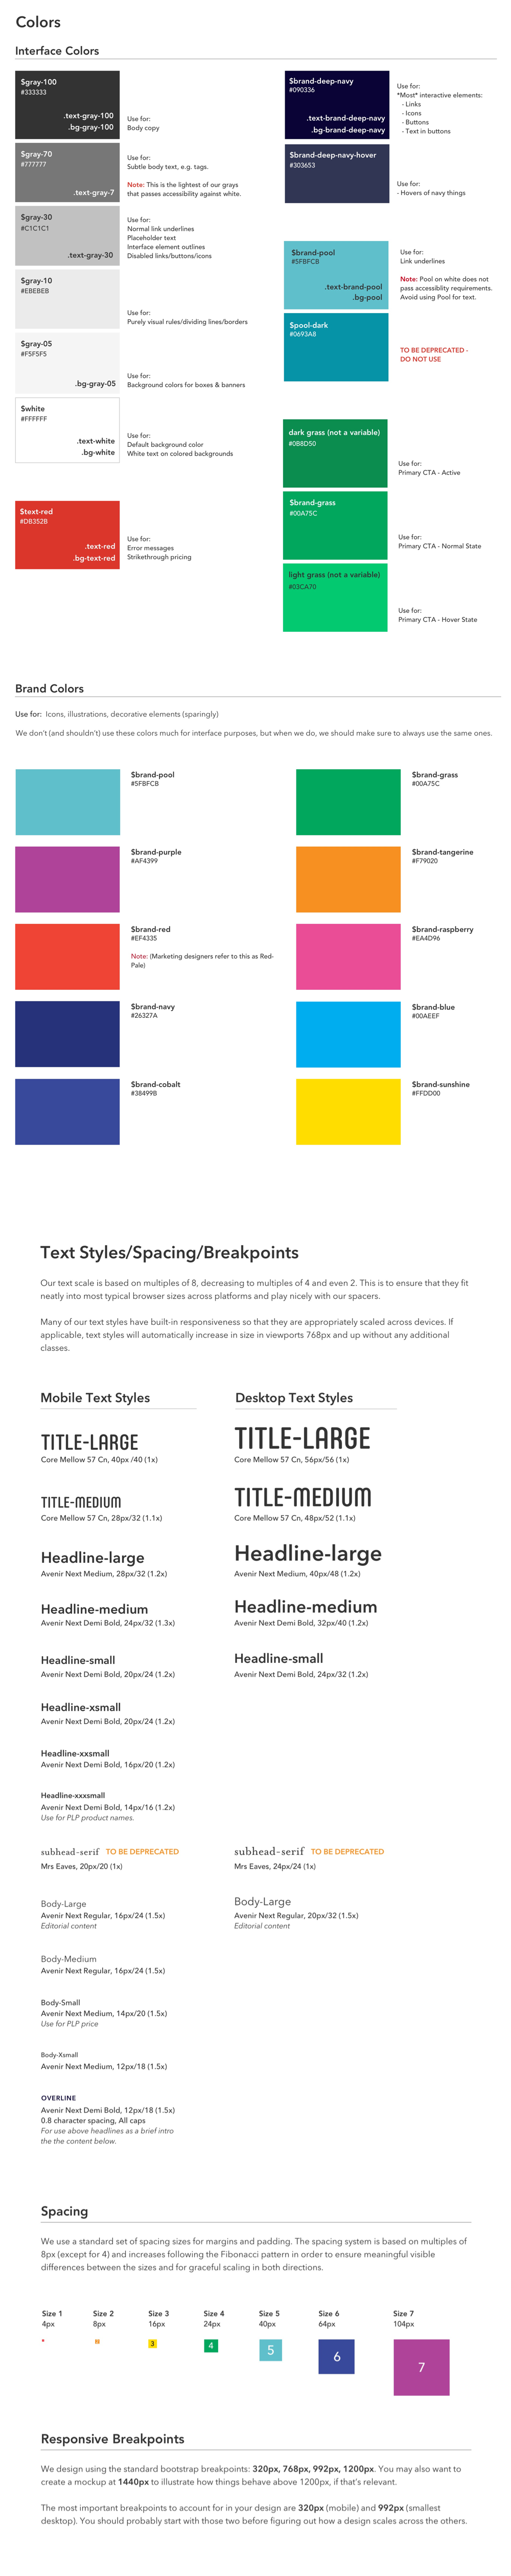 Colors
Interface Colors
$gray-100
#333333
.text-gray-100
.bg-gray-100
Use for:
Body copy
$gray-70
#777777
.text-gray-7
Use for:
Subtle body text, e.g. tags.
Note: This is the lightest of our grays
that passes accessibility against white.
$gray-30
#C1C1C1
.text-gray-30
Use for:
Normal link underlines
Placeholder text
Interface element outlines
Disabled links/buttons/icons
$gray-10
#EBEBEB
Use for:
Purely visual rules/dividing lines/borders
$gray-05
#F5F5F5
.bg-gray-05
Use for:
Background colors for boxes & banners
$white
#FFFFFF
.text-white
.bg-white
Use for:
Default background color
White text on colored backgrounds
$text-red
#DB352B
.text-red
.bg-text-red
Use for:
Error messages
Strikethrough pricing
$brand-deep-navy
#090336
.text-brand-deep-navy
.bg-brand-deep-navy
Use for:
*Most* interactive elements:
- Links
- Icons
- Buttons
- Text in buttons
$brand-deep-navy-hover
#303653
Use for:
- Hovers of navy things
$brand-pool
#5FBFCB
.text-brand-pool
.bg-pool
Use for:
Link underlines
Note: Pool on white does not
pass accessiblity requirements.
Avoid using Pool for text.
$pool-dark
#0693A8
TO BE DEPRECATED -
DO NOT USE
dark grass (not a variable)
#0B8D50
Use for:
Primary CTA - Active
$brand-grass
#00A75C
Use for:
Primary CTA - Normal State
light grass (not a variable)
#03CA70
Use for:
Primary CTA - Hover State
Brand Colors
Use for: Icons, illustrations, decorative elements (sparingly)
We don't (and shouldn't) use these colors much for interface purposes, but when we do, we should make sure to always use the same ones.
$brand-pool
#5FBFCB
$brand-grass
#00A75C
$brand-purple
#AF4399
$brand-tangerine
#F79020
$brand-red
#EF4335
Note: (Marketing designers refer to this as Red-
Pale)
$brand-raspberry
#EA4D96
$brand-navy
#26327A
$brand-blue
#00AEEF
$brand-cobalt
#38499B
$brand-sunshine
#FFDD00
Text Styles/Spacing/Breakpoints
Our text scale is based on multiples of 8, decreasing to multiples of 4 and even 2. This is to ensure that they fit
neatly into most typical browser sizes across platforms and play nicely with our spacers.
Many of our text styles have built-in responsiveness so that they are appropriately scaled across devices. If
applicable, text styles will automatically increase in size in viewports 768px and up without any additional
classes.
Mobile Text Styles
Desktop Text Styles
TITLE-LARGE
Core Mellow 57 Cn, 40px /40 (1x)
TITLE-LARGE
Core Mellow 57 Cn, 56px/56 (1x)
TITLE-MEDIUM
Core Mellow 57 Cn, 28px/32 (1.1x)
TITLE-MEDIUM
Core Mellow 57 Cn, 48px/52 (1.1x)
Headline-large
Avenir Next Medium, 28px/32 (1.2x)
Headline-large
Avenir Next Medium, 40px/48 (1.2x)
Headline-medium
Avenir Next Demi Bold, 24px/32 (1.3x)
Headline-medium
Avenir Next Demi Bold, 32px/40 (1.2x)
Headline-small
Avenir Next Demi Bold, 20px/24 (1.2x)
Headline-small
Avenir Next Demi Bold, 24px/32 (1.2x)
Headline-xsmall
Avenir Next Demi Bold, 20px/24 (1.2x)
Headline-xxsmall
Avenir Next Demi Bold, 16px/20 (1.2x)
Headline-xxxsmall
Avenir Next Demi Bold, 14px/16 (1.2x)
Use for PLP product names.
subhead-serif TO BE DEPRECATED
Mrs Eaves, 20px/20 (1x)
subhead-serif TO BE DEPRECATED
Mrs Eaves, 24px/24 (1x)
Body-Large
Avenir Next Regular, 16px/24 (1.5x)
Editorial content
Body-Large
Avenir Next Regular, 20px/32 (1.5x)
Editorial content
Body-Medium
Avenir Next Regular, 16px/24 (1.5x)
Body-Small
Avenir Next Medium, 14px/20 (1.5x)
Use for PLP price
Body-Xsmall
Avenir Next Medium, 12px/18 (1.5x)
OVERLINE
Avenir Next Demi Bold, 12px/18 (1.5x)
0.8 character spacing, All caps
For use above headlines as a brief intro
the the content below.
Spacing
We use a standard set of spacing sizes for margins and padding. The spacing system is based on multiples of
8px (except for 4) and increases following the Fibonacci pattern in order to ensure meaningful visible
differences between the sizes and for graceful scaling in both directions.
Size 1
4px
Size 2
8px
Size 3
16px
3
Size 4
24px
4
Size 5
40px
5
Size 6
64px
6
Size 7
104px
7
Responsive Breakpoints
We design using the standard bootstrap breakpoints: 320px, 768px, 992px, 1200px. You may also want to
create a mockup at 1440px to illustrate how things behave above 1200px, if that's relevant.
The most important breakpoints to account for in your design are 320px (mobile) and 992px (smallest
desktop). You should probably start with those two before figuring out how a design scales across the others.